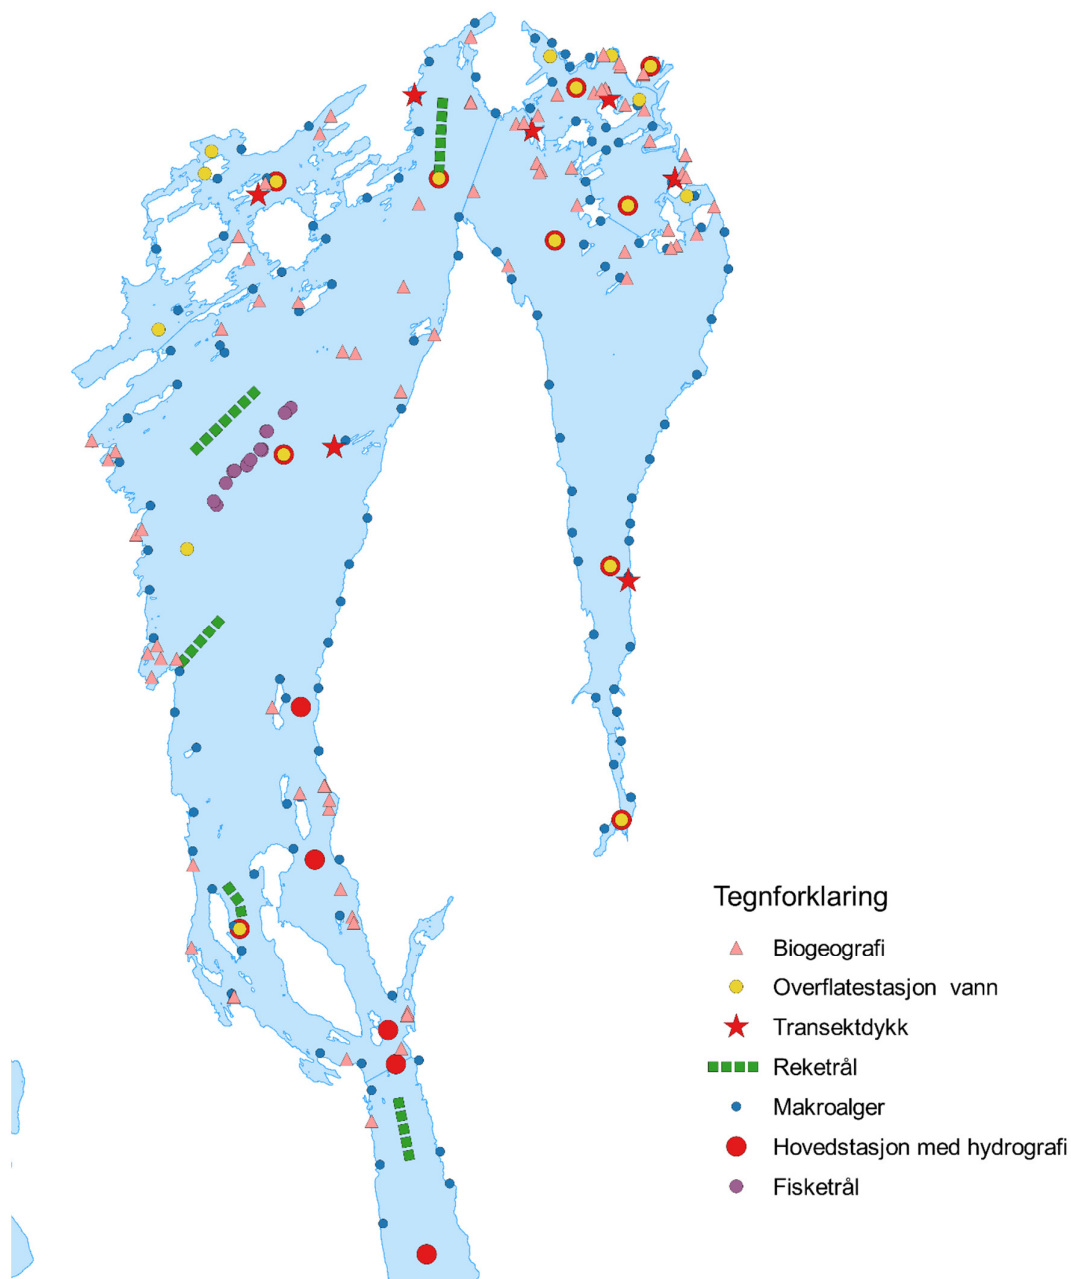 Tegnforklaring
Biogeografi
Overflatestasjon vann
Transektdykk
Reketrål
Makroalger
Hovedstasjon med hydrografi
Fisketrål